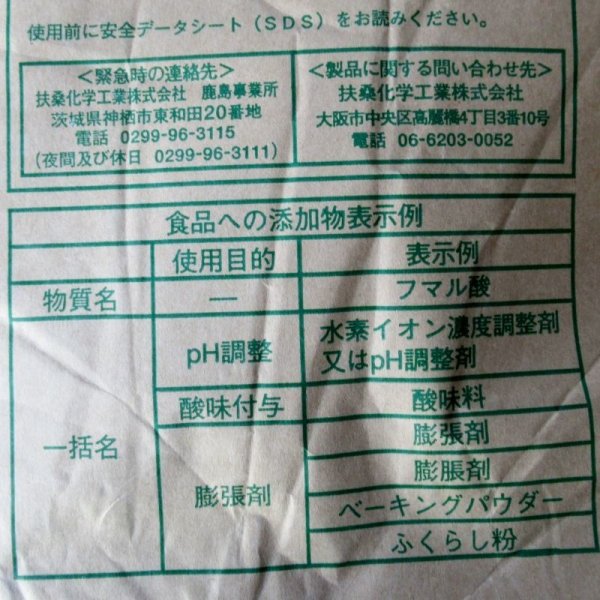 使用前に安全データシート（SDS）をお読みください。
＜緊急時の連絡先＞
扶桑化学工業株式会社 鹿島事業所
茨城県神栖市東和田20番地
電話 0299-96-3115
（夜間及び休日 0299-96-3111）
＜製品に関する問い合わせ先＞
扶桑化学工業株式会社
大阪市中央区高麗橋4丁目3番10号
電話 06-6203-0052
食品への添加物表示例
使用目的 表示例
物質名 — フマル酸
一括名
pH調整
水素イオン濃度調整剤
又はpH調整剤
酸味付与 酸味料
膨張剤
膨張剤
膨脹剤
ベーキングパウダー
ふくらし粉